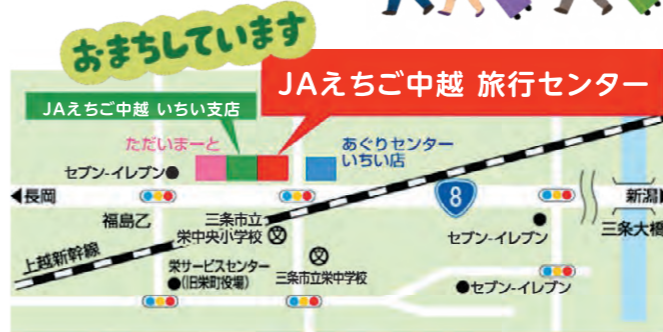 おまちしています
JAえちご中越 旅行センター
JAえちご中越 いちい支店
ただいまーと
あぐりセンター
いちい店
セブン-イレブン
長岡
8
新潟
福島乙
三条市立
栄中央小学校
文
セブン-イレブン
三条大橋
上越新幹線
栄サービスセンター
(旧栄町役場)
文
三条市立栄中学校
セブン-イレブン